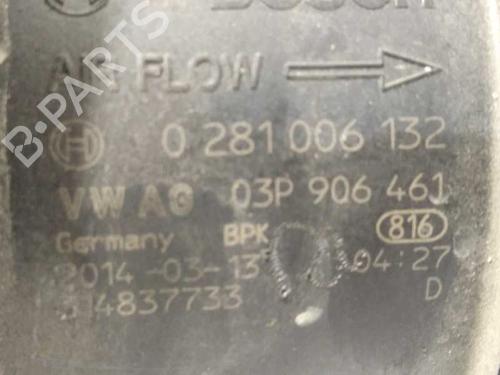 BOSCH
AIR FLOW
0 281 006 132
VW AG 03P 906 461
Germany BPK 816
2014-03-13 04:27
4837733 D
B-PARTS